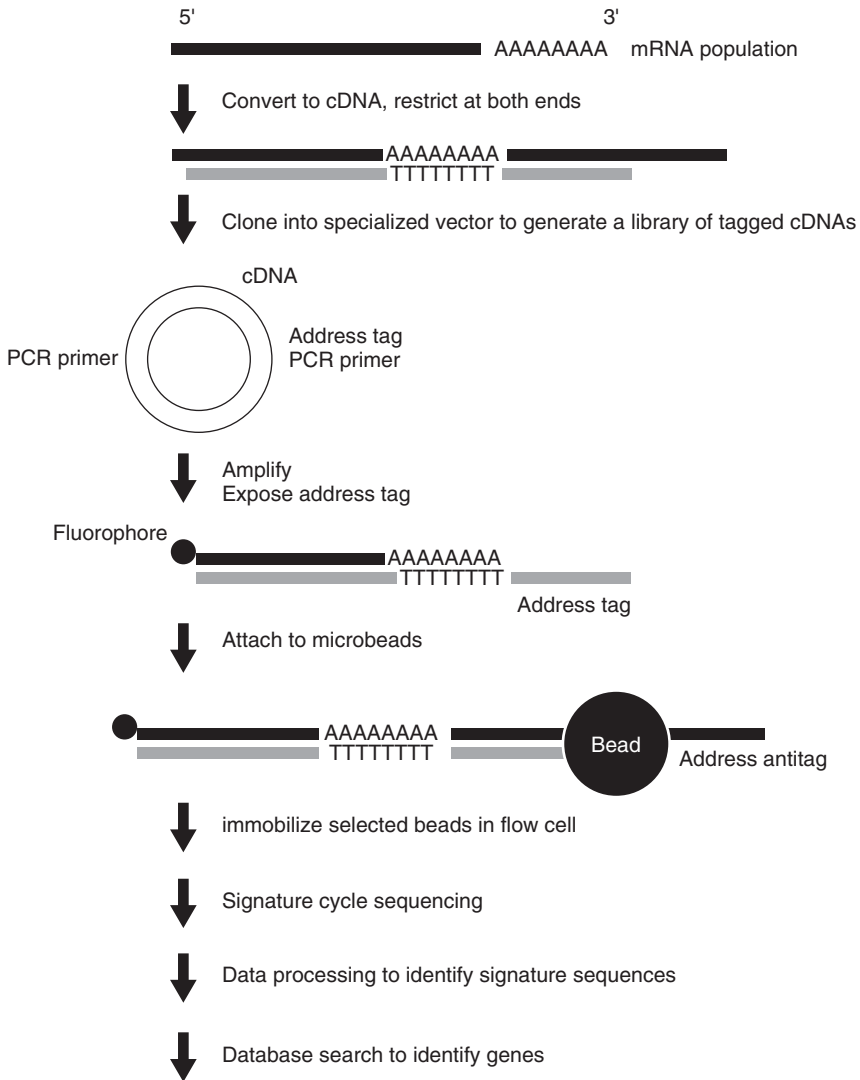 5' 3'
AAAAAAAA mRNA population
Convert to cDNA, restrict at both ends
AAAAAAAA
TTTTTTTT
Clone into specialized vector to generate a library of tagged cDNAs
cDNA
Address tag
PCR primer
PCR primer
Amplify
Expose address tag
Fluorophore
AAAAAAAA
TTTTTTTT
Address tag
Attach to microbeads
AAAAAAAA
TTTTTTTT
Bead
Address antitag
immobilize selected beads in flow cell
Signature cycle sequencing
Data processing to identify signature sequences
Database search to identify genes